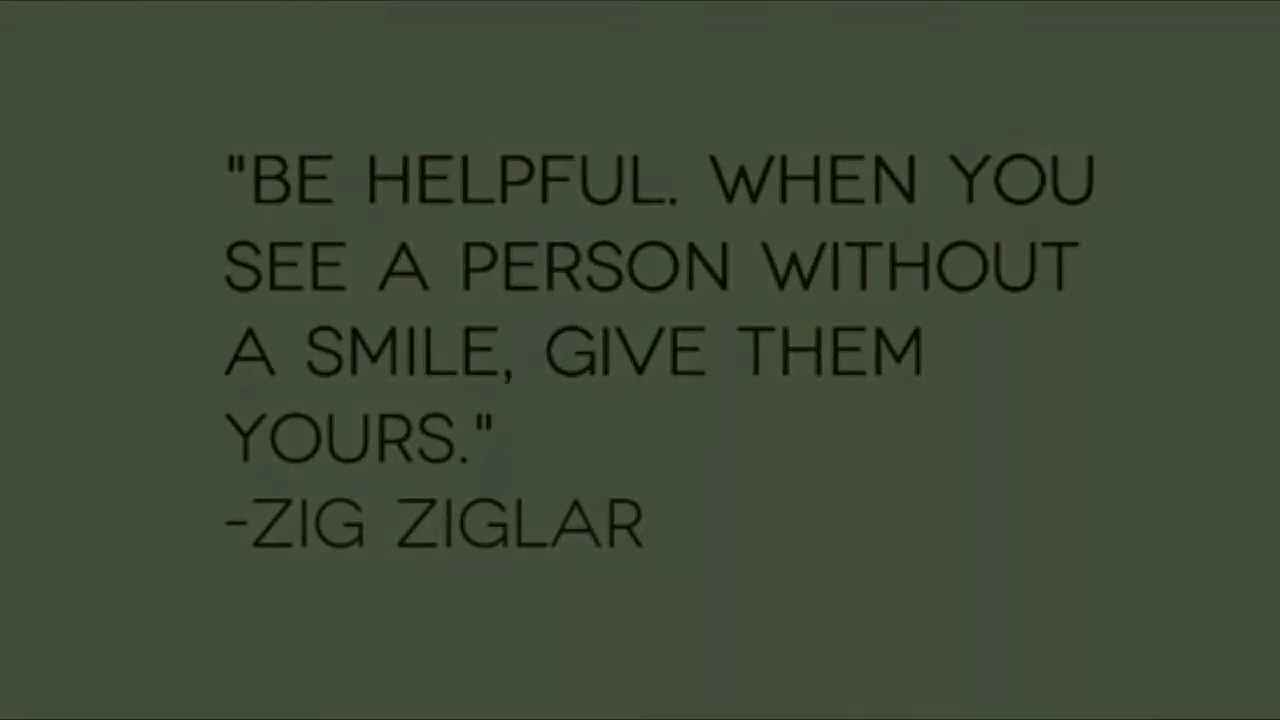 "BE HELPFUL. WHEN YOU
SEE A PERSON WITHOUT
A SMILE, GIVE THEM
YOURS."
-ZIG ZIGLAR